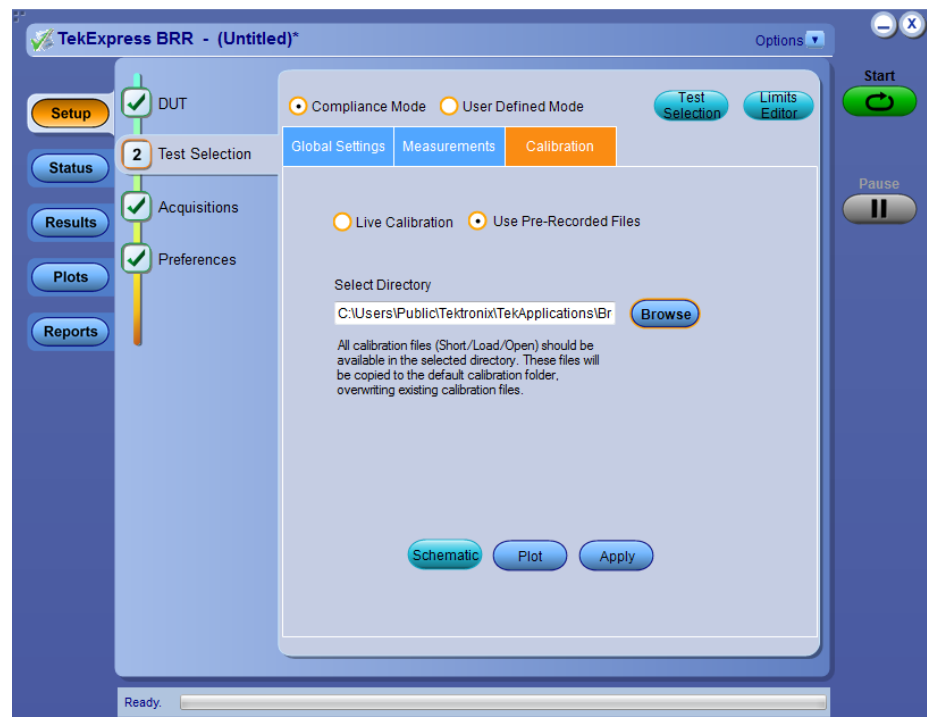 TekExpress BRR - (Untitled)*
Options
X
Start
Pause
Setup
Status
Results
Plots
Reports
DUT
2 Test Selection
Acquisitions
Preferences
Compliance Mode User Defined Mode
Test Selection
Limits Editor
Global Settings Measurements Calibration
Live Calibration Use Pre-Recorded Files
Select Directory
C:\Users\Public\Tektronix\TekApplications\Br Browse
All calibration files (Short/Load/Open) should be
available in the selected directory. These files will
be copied to the default calibration folder,
overwriting existing calibration files.
Schematic Plot Apply
Ready.